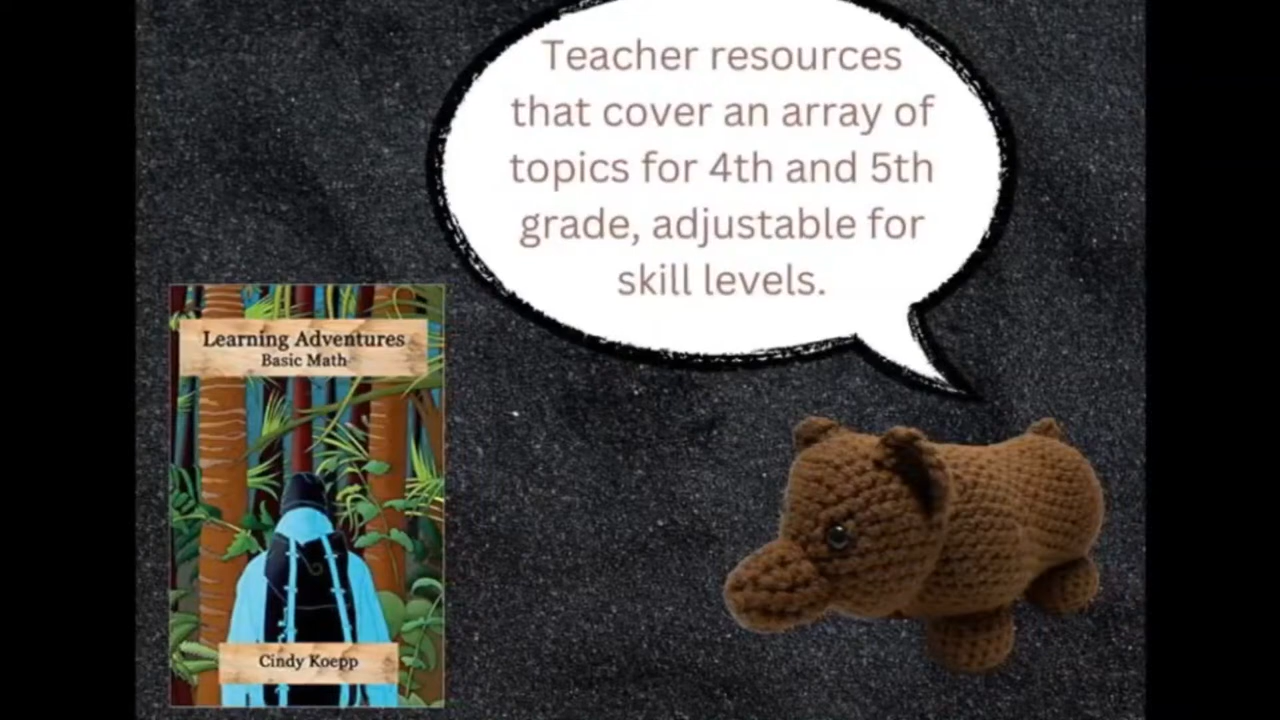 Teacher resources
that cover an array of
topics for 4th and 5th
grade, adjustable for
skill levels.
Learning Adventures
Basic Math
Cindy Koepp